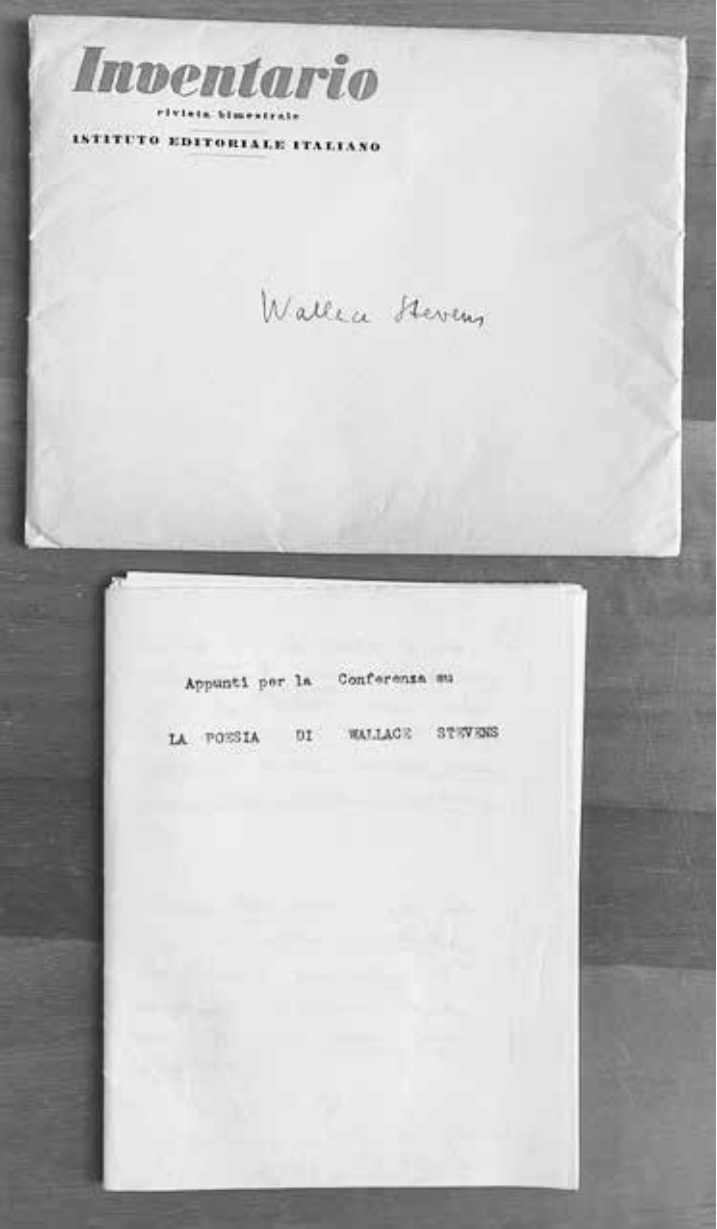 Inventario
rivista bimestrale
ISTITUTO EDITORIALE ITALIANO
Wallace Stevens
Appunti per la Conferenza su
LA POESIA DI WALLACE STEVENS